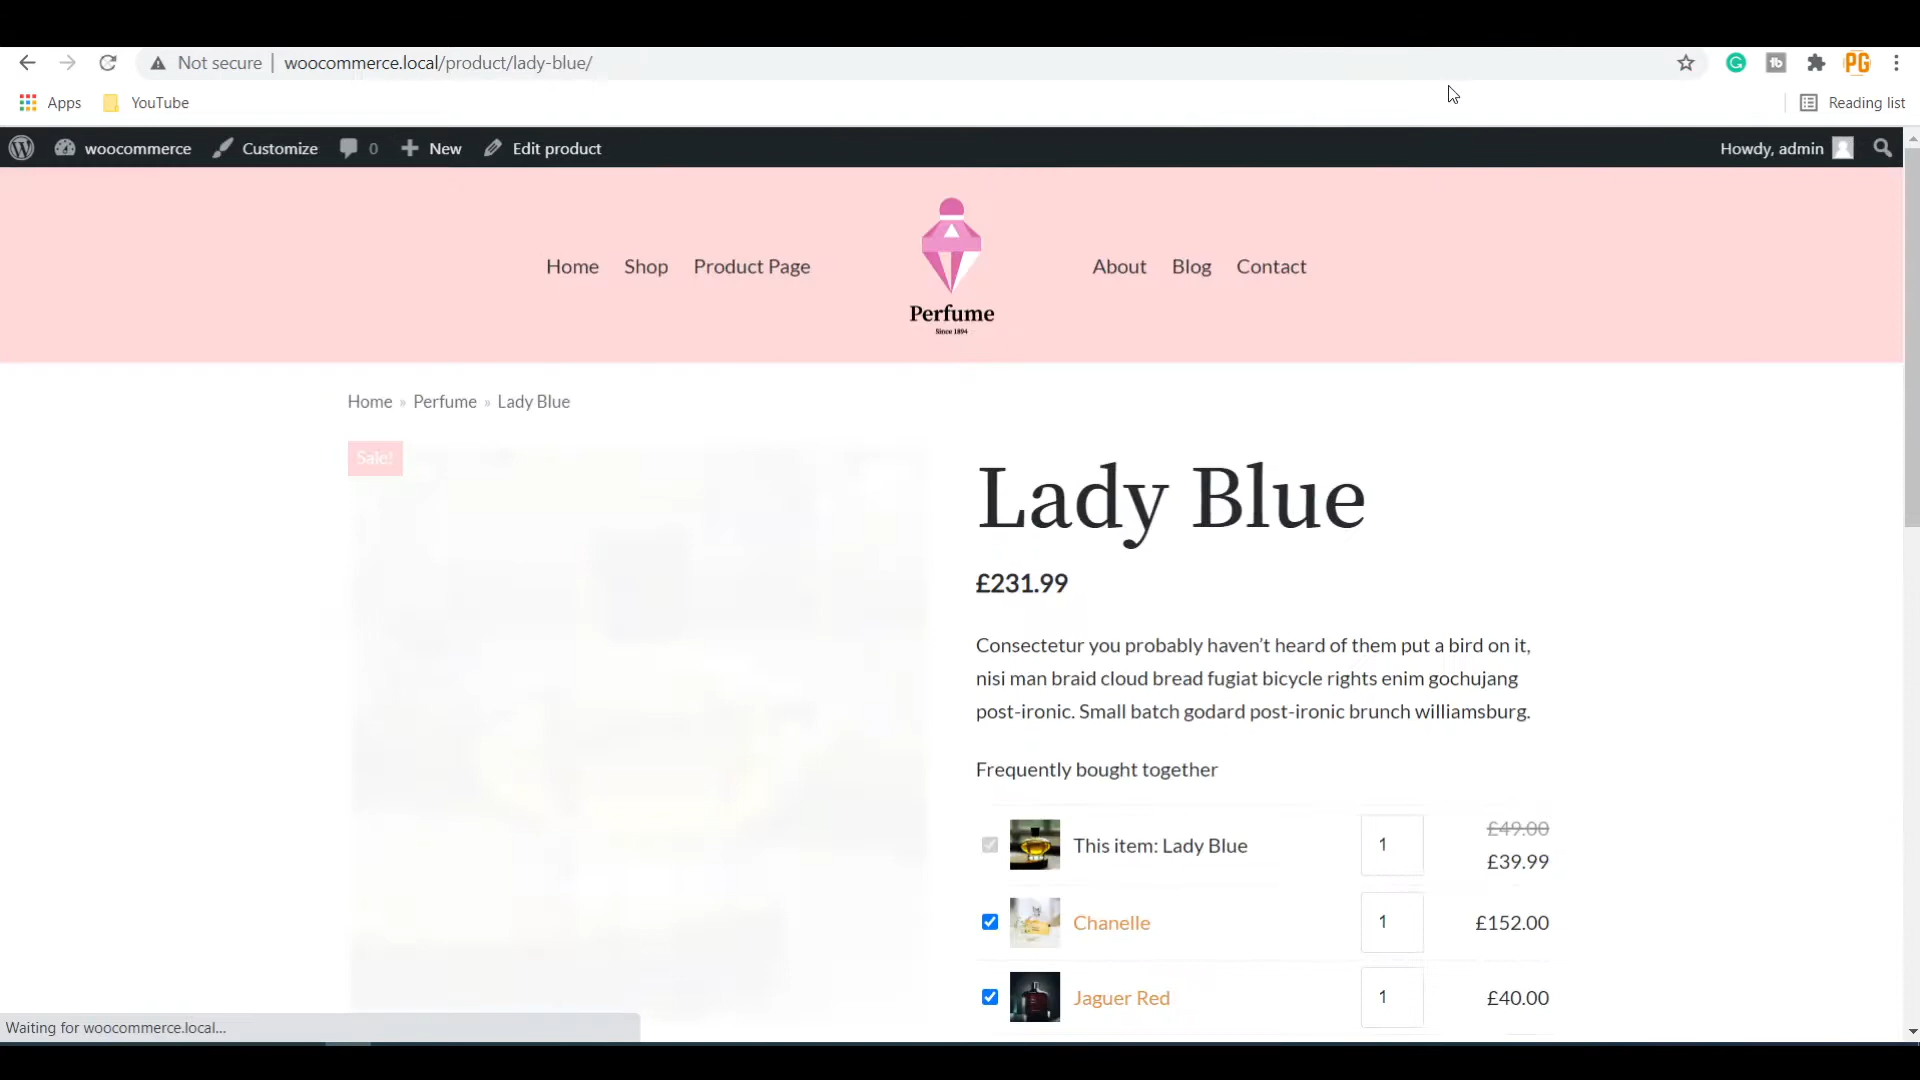 Not secure | woocommerce.local/product/lady-blue/
Apps YouTube Reading list
woocommerce Customize 0 New Edit product Howdy, admin
Home Shop Product Page About Blog Contact
Perfume
Since 1894
Home » Perfume » Lady Blue
Sale!
Lady Blue
£231.99
Consectetur you probably haven’t heard of them put a bird on it,
nisi man braid cloud bread fugiat bicycle rights enim gochujang
post-ironic. Small batch godard post-ironic brunch williamsburg.
Frequently bought together
£49.00
This item: Lady Blue 1
£39.99
Chanelle 1 £152.00
Jaguer Red 1 £40.00
Waiting for woocommerce.local...
PG